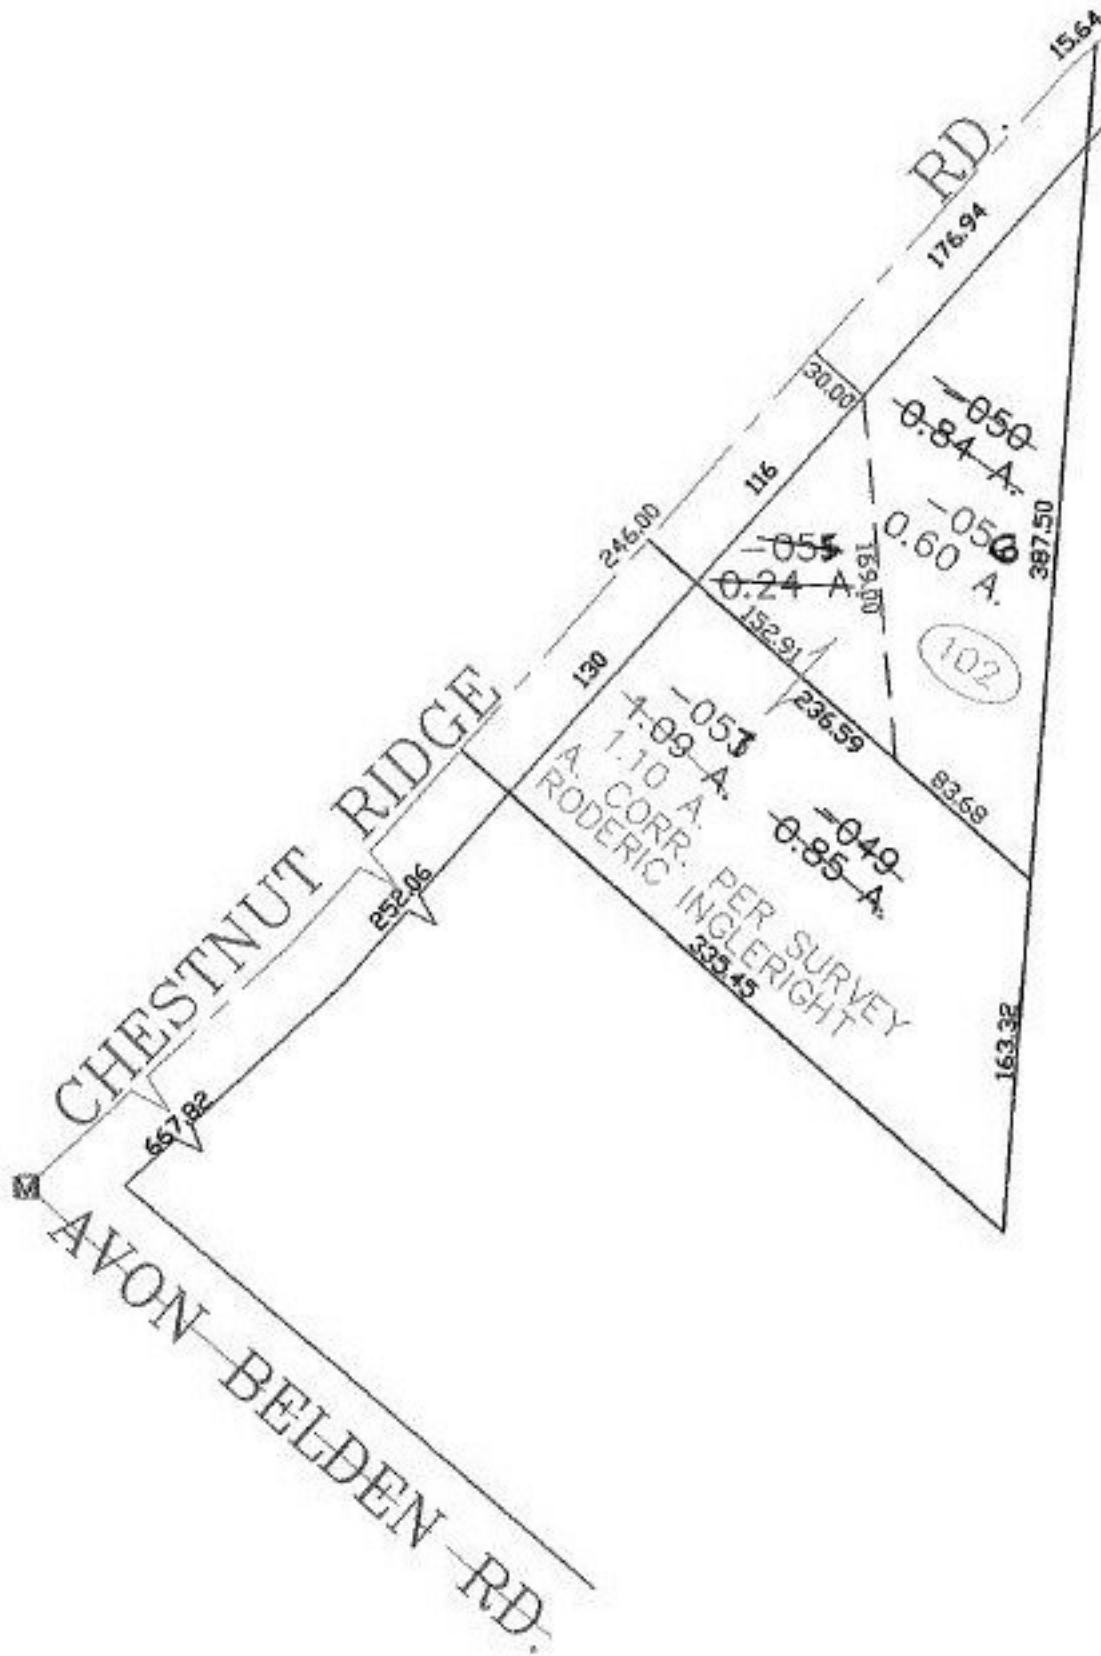 15.64
RD.
176.94
30.00
-050
0.84 A.
116
-056
0.60 A.
387.50
246.00
-055
0.24 A.
169.00
152.91
102
130
236.59
83.68
-057
1.09 A.
1.10 A.
A. CORR. PER SURVEY
RODERIC INGLERIGHT
-049
0.85 A.
CHESTNUT RIDGE
252.06
335.45
163.32
667.82
M
AVON BELDEN RD.